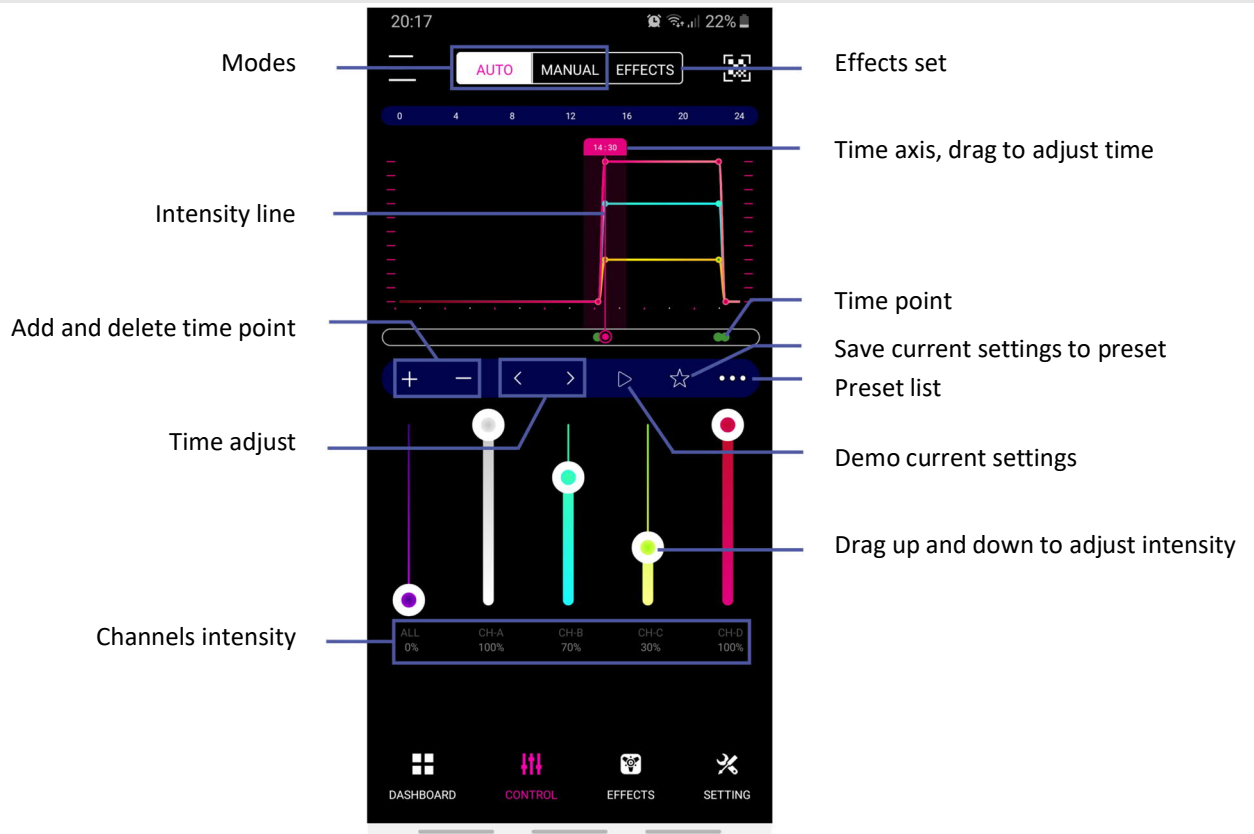 20:17
22%
Modes
AUTO MANUAL EFFECTS
Effects set
0 4 8 12 16 20 24
14:30
Time axis, drag to adjust time
Intensity line
Time point
Add and delete time point
Save current settings to preset
Preset list
Time adjust
Demo current settings
Drag up and down to adjust intensity
Channels intensity
ALL CH-A CH-B CH-C CH-D
0% 100% 70% 30% 100%
DASHBOARD CONTROL EFFECTS SETTING